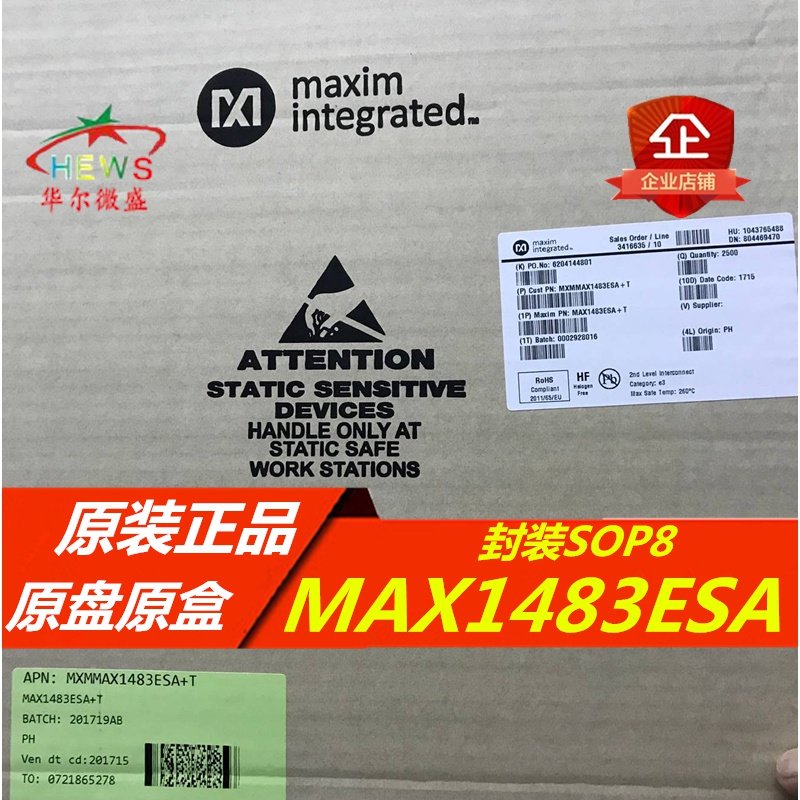 maxim
integrated™
HEWS
华尔微盛
企
企业店铺
maxim
integrated™
Sales Order / Line
3416635 / 10
HU: 1043765488
DN: 804469470
(K) PO.No: 6204144801
(Q) Quantity: 2500
(P) Cust PN: MXMMAX1483ESA+T
(10D) Date Code: 1715
(1P) Maxim PN: MAX1483ESA+T
(V) Supplier:
(1T) Batch: 0002928016
(4L) Origin: PH
RoHS
Compliant
2011/65/EU
HF
Halogen
Free
Pb
2nd Level Interconnect
Category: e3
Max Safe Temp: 260°C
ATTENTION
STATIC SENSITIVE
DEVICES
HANDLE ONLY AT
STATIC SAFE
WORK STATIONS
原装正品
原盘原盒
封装SOP8
MAX1483ESA
APN: MXMMAX1483ESA+T
MAX1483ESA+T
BATCH: 201719AB
PH
Ven dt cd:201715
TO: 0721865278